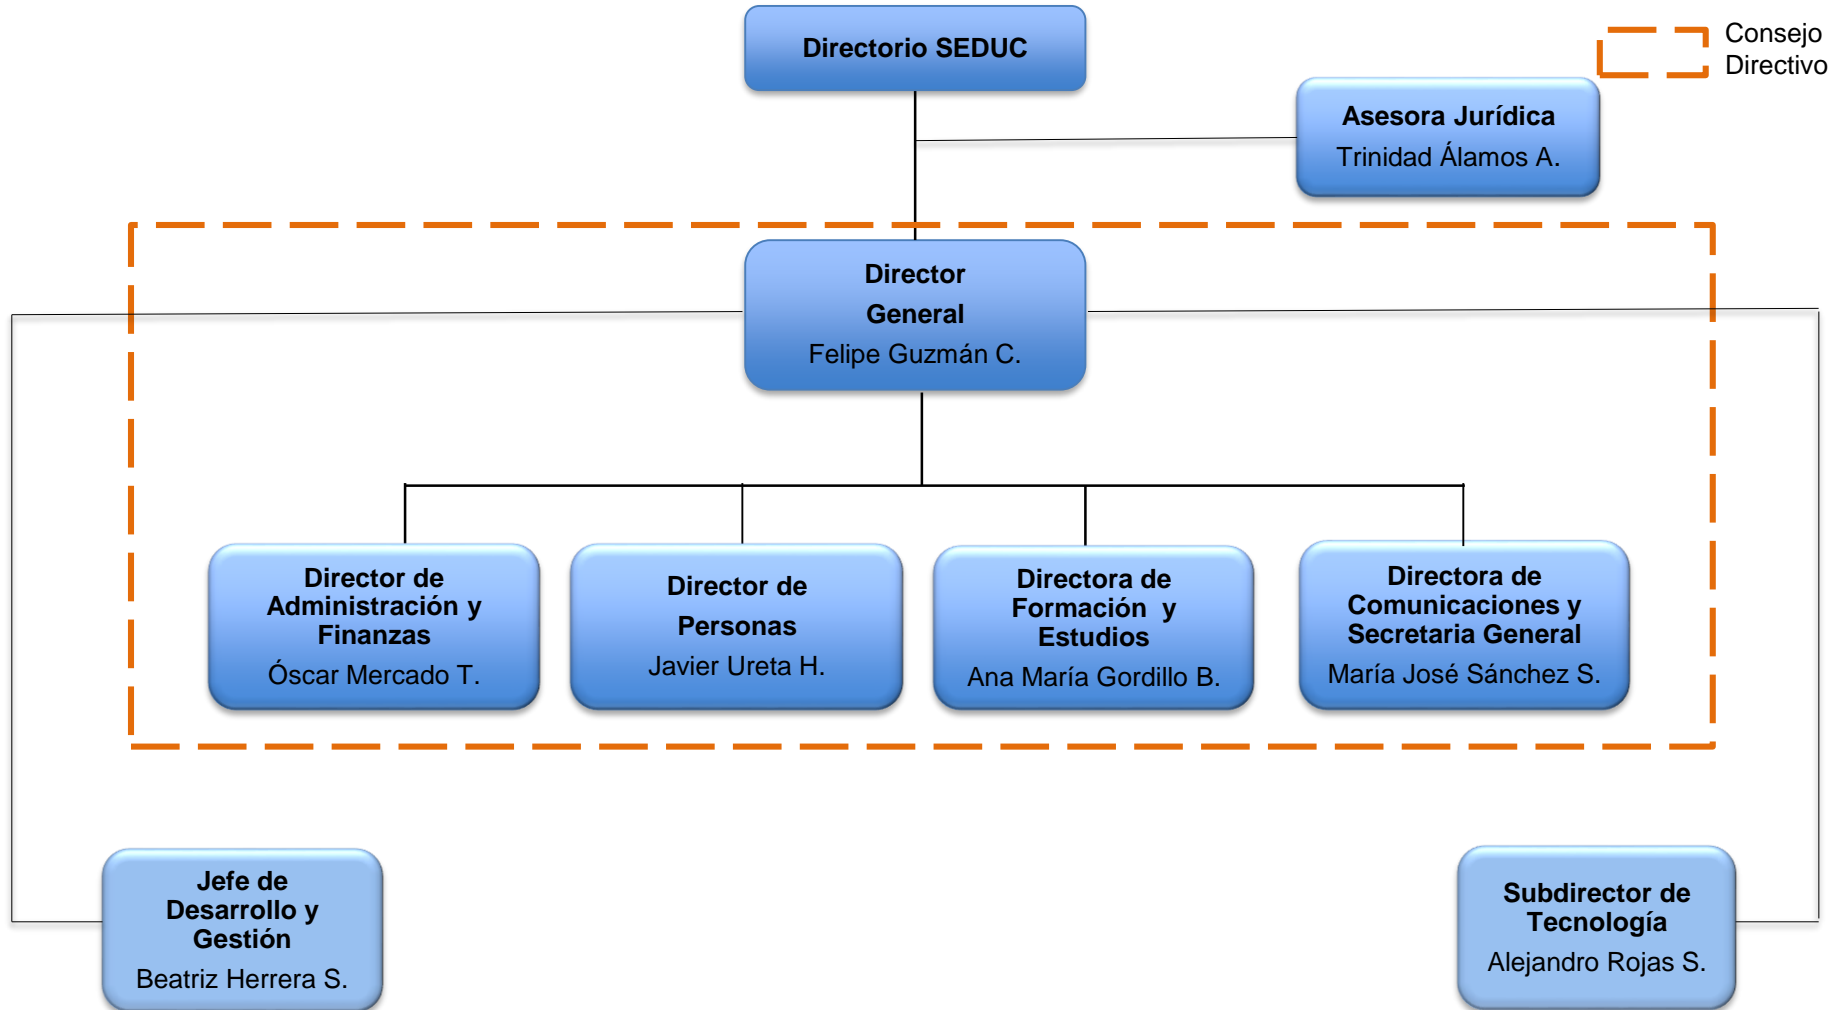 Directorio SEDUC
Consejo
Directivo
Asesora Jurídica
Trinidad Álamos A.
Director
General
Felipe Guzmán C.
Director de
Administración y
Finanzas
Óscar Mercado T.
Director de
Personas
Javier Ureta H.
Directora de
Formación y
Estudios
Ana María Gordillo B.
Directora de
Comunicaciones y
Secretaria General
María José Sánchez S.
Jefe de
Desarrollo y
Gestión
Beatriz Herrera S.
Subdirector de
Tecnología
Alejandro Rojas S.